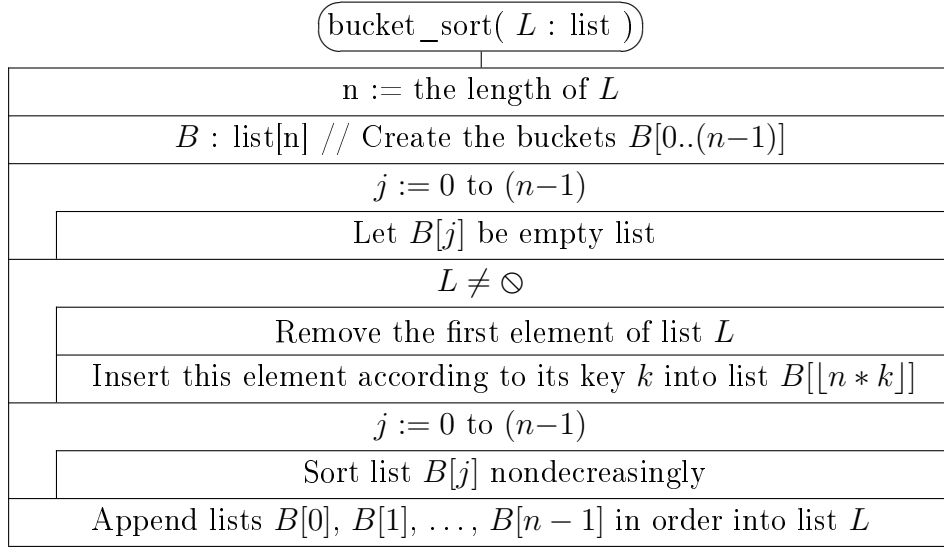 bucket_sort( L : list )
n := the length of L
B : list[n] // Create the buckets B[0..(n−1)]
j := 0 to (n−1)
Let B[j] be empty list
L ≠ ⦸
Remove the first element of list L
Insert this element according to its key k into list B[⌊n ∗ k⌋]
j := 0 to (n−1)
Sort list B[j] nondecreasingly
Append lists B[0], B[1], …, B[n − 1] in order into list L